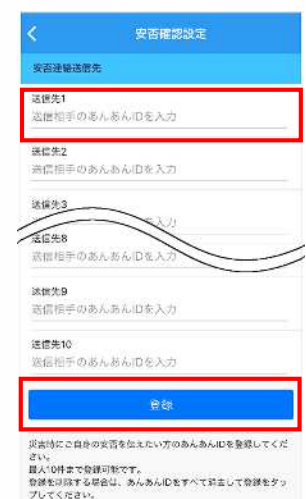 安否確認設定
安否連絡送信先
送信先1
送信相手のあんあんIDを入力
送信先2
送信相手のあんあんIDを入力
送信先3
を入力
送信先8
送信相手のあんあんIDを入力
送信先9
送信相手のあんあんIDを入力
送信先10
送信相手のあんあんIDを入力
登録
災害時にご自身の安否を伝えたい方のあんあんIDを登録してくだ
さい。
最大10件まで登録可能です。
登録を削除する場合は、あんあんIDをすべて消去して登録をタッ
プしてください。